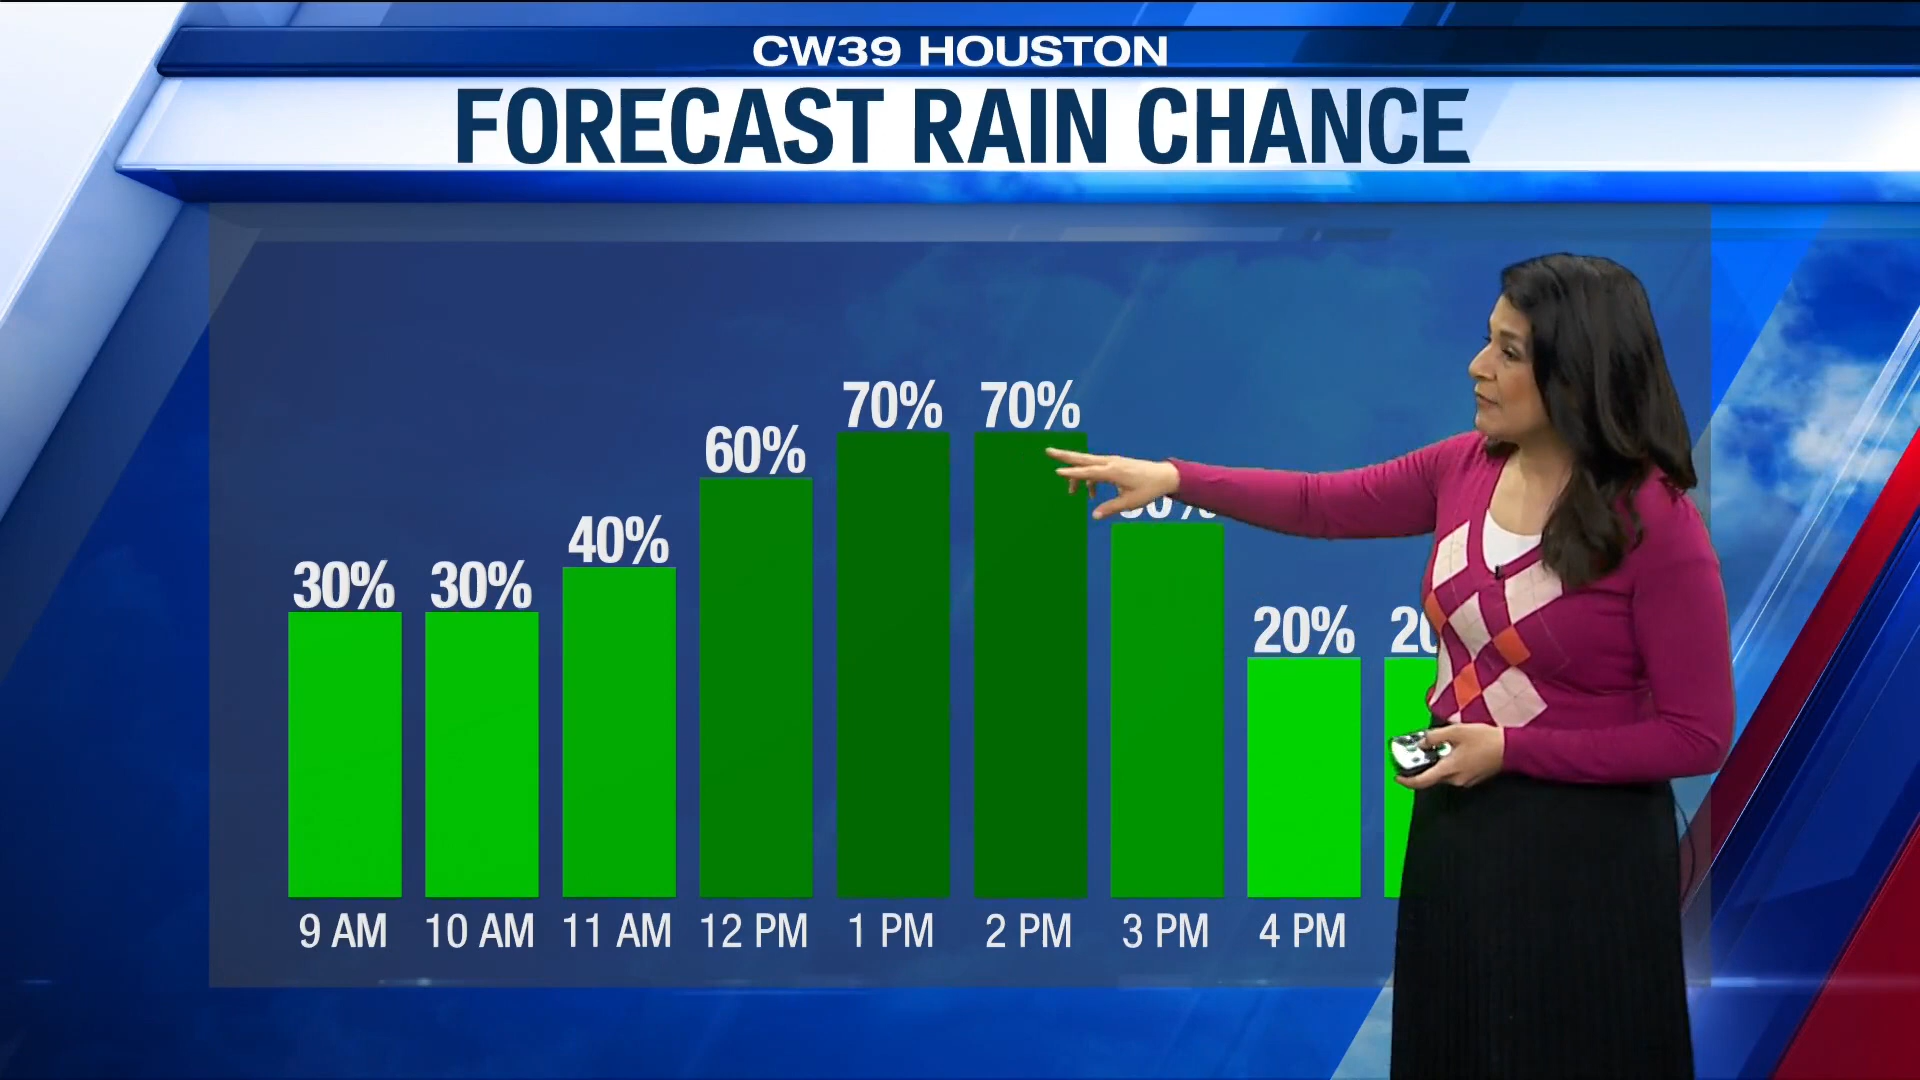 CW39 HOUSTON
FORECAST RAIN CHANCE
70% 70%
60%
40%
30% 30%
20%
9 AM 10 AM 11 AM 12 PM 1 PM 2 PM 3 PM 4 PM